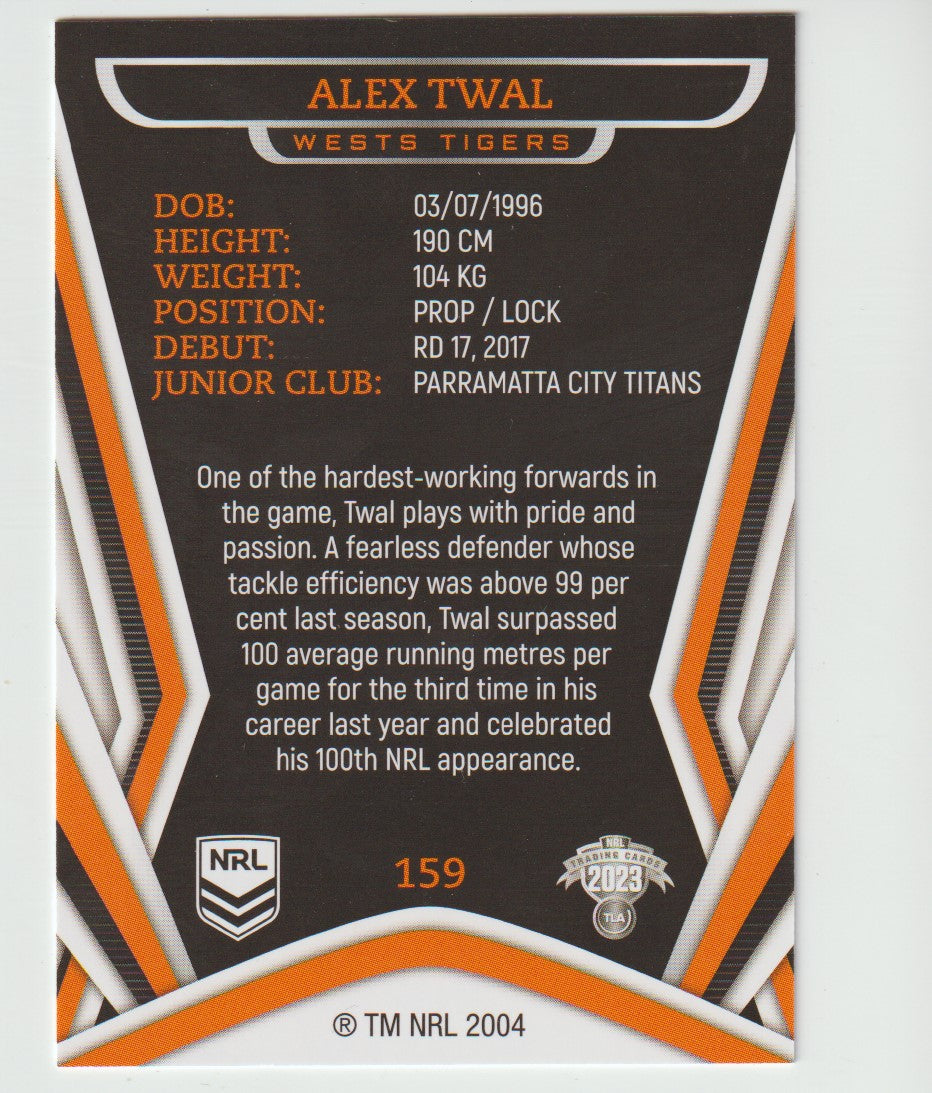 ALEX TWAL
WESTS TIGERS
DOB: 03/07/1996
HEIGHT: 190 CM
WEIGHT: 104 KG
POSITION: PROP / LOCK
DEBUT: RD 17, 2017
JUNIOR CLUB: PARRAMATTA CITY TITANS
One of the hardest-working forwards in
the game, Twal plays with pride and
passion. A fearless defender whose
tackle efficiency was above 99 per
cent last season, Twal surpassed
100 average running metres per
game for the third time in his
career last year and celebrated
his 100th NRL appearance.
NRL
159
NRL
TRADING CARDS
2023
TLA
® TM NRL 2004